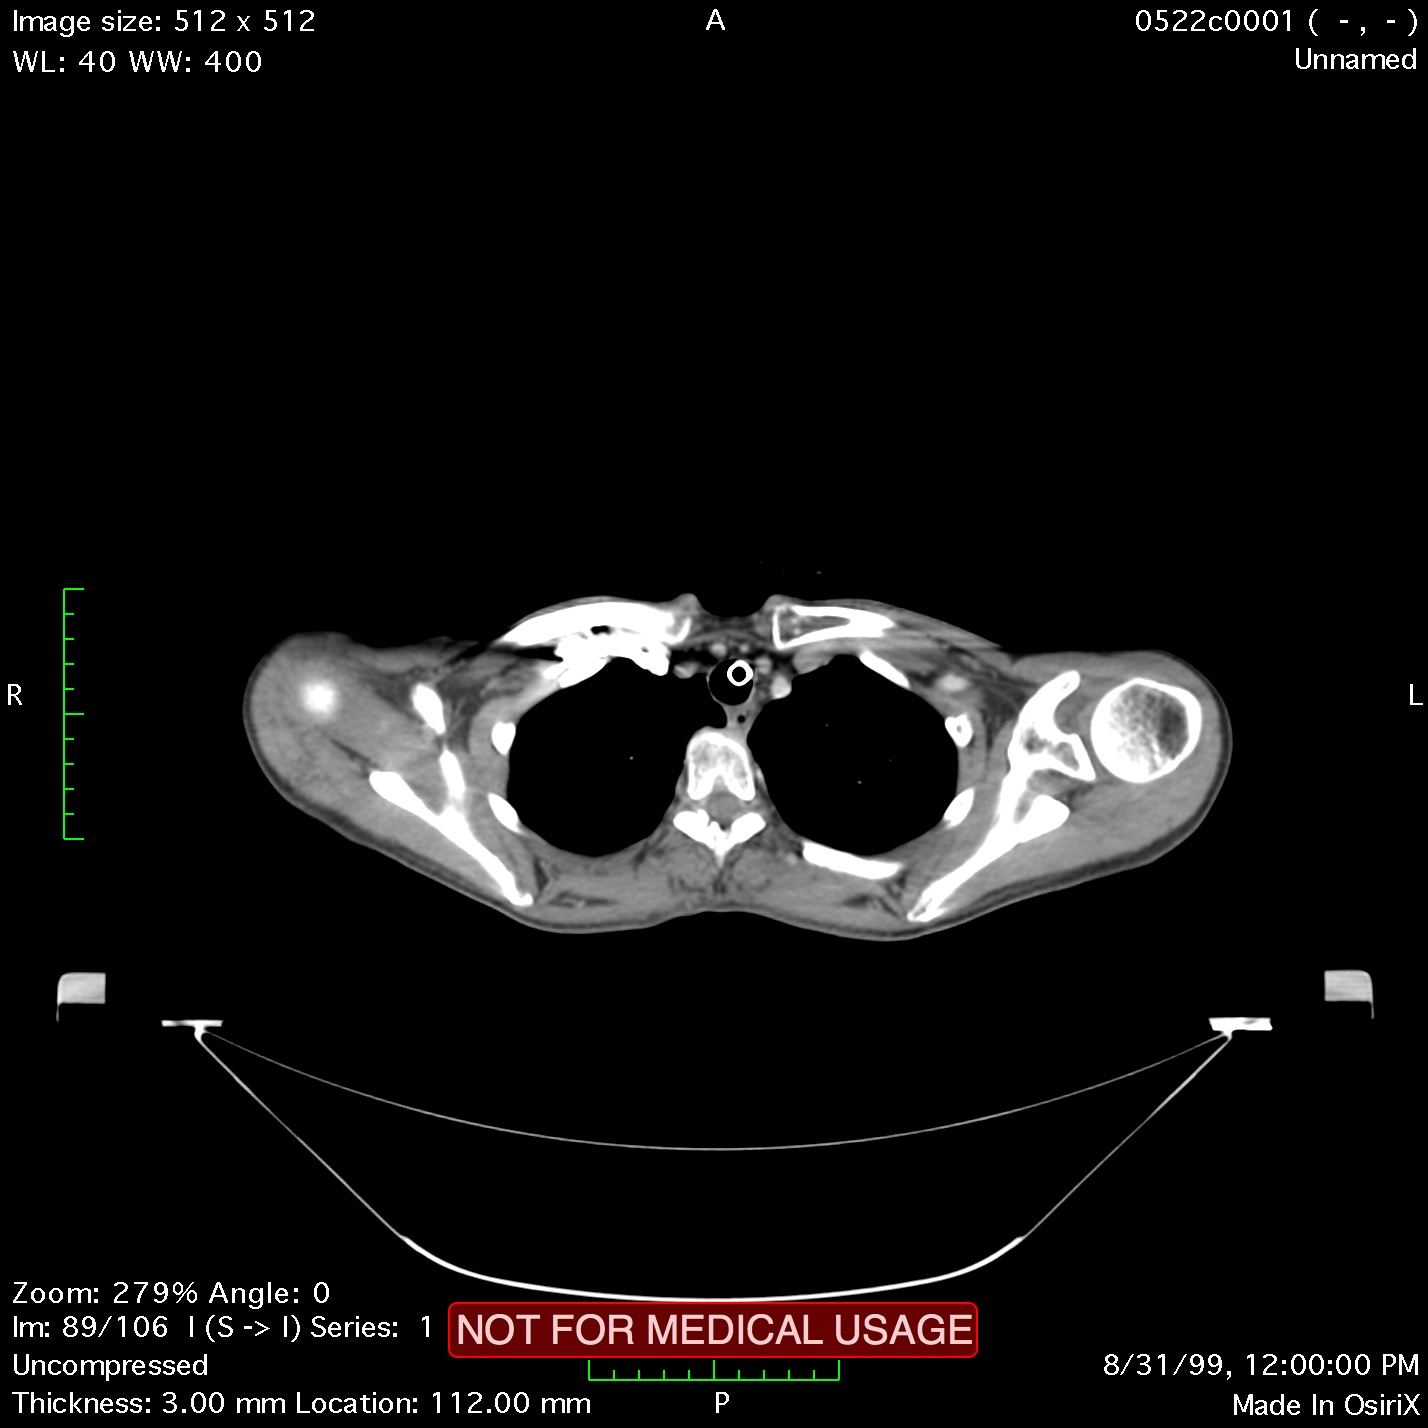 Image size: 512 x 512
WL: 40 WW: 400
A
0522c0001 ( - , - )
Unnamed
R
L
Zoom: 279% Angle: 0
Im: 89/106 I (S -> I) Series: 1
Uncompressed
Thickness: 3.00 mm Location: 112.00 mm
NOT FOR MEDICAL USAGE
P
8/31/99, 12:00:00 PM
Made In OsiriX